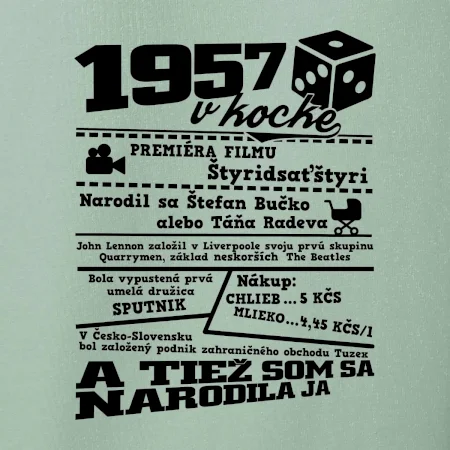 1957
v kocke
PREMIÉRA FILMU
Štyridsaťštyri
Narodil sa Štefan Bučko
alebo Táňa Radeva
John Lennon založil v Liverpoole svoju prvú skupinu
Quarrymen, základ neskorších The Beatles
Bola vypustená prvá
umelá družica
SPUTNIK
Nákup:
CHLIEB ... 5 KČS
MLIEKO...4,45 KČS/l
V Česko-Slovensku
bol založený podnik zahraničného obchodu Tuzex
A TIEŽ SOM SA
NARODILA JA